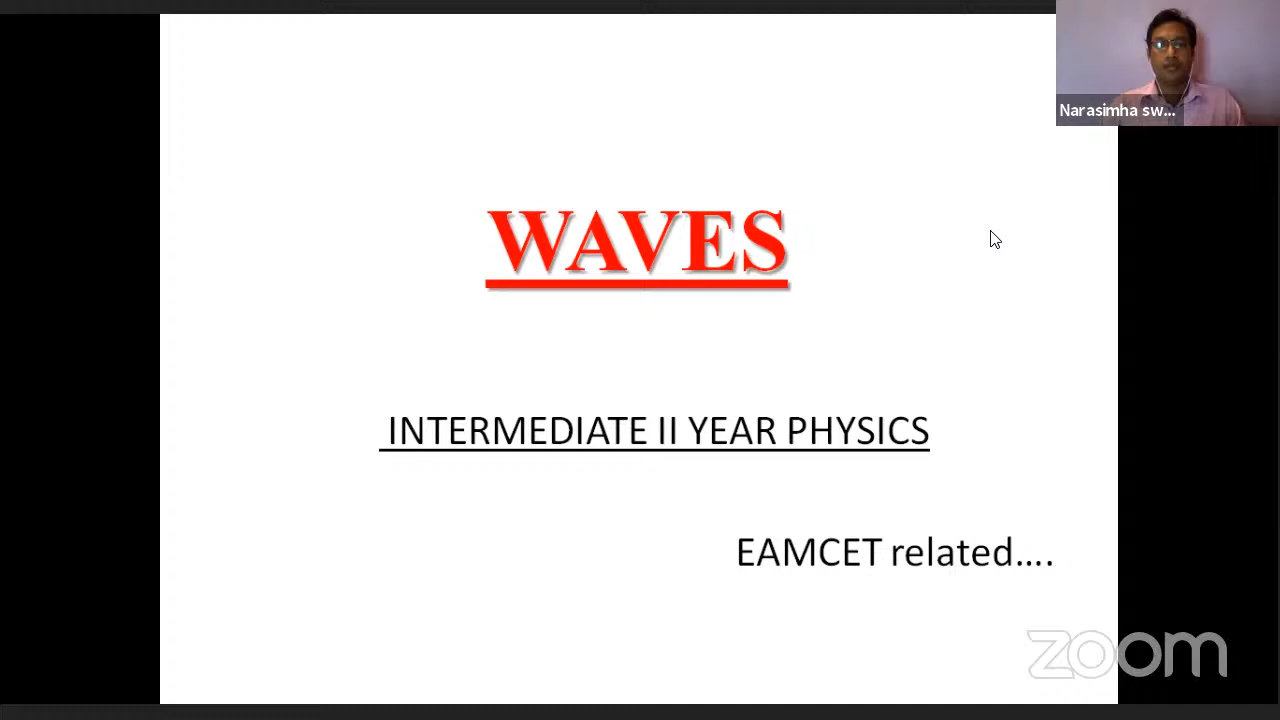 Narasimha sw...
WAVES
INTERMEDIATE II YEAR PHYSICS
EAMCET related....
zoom